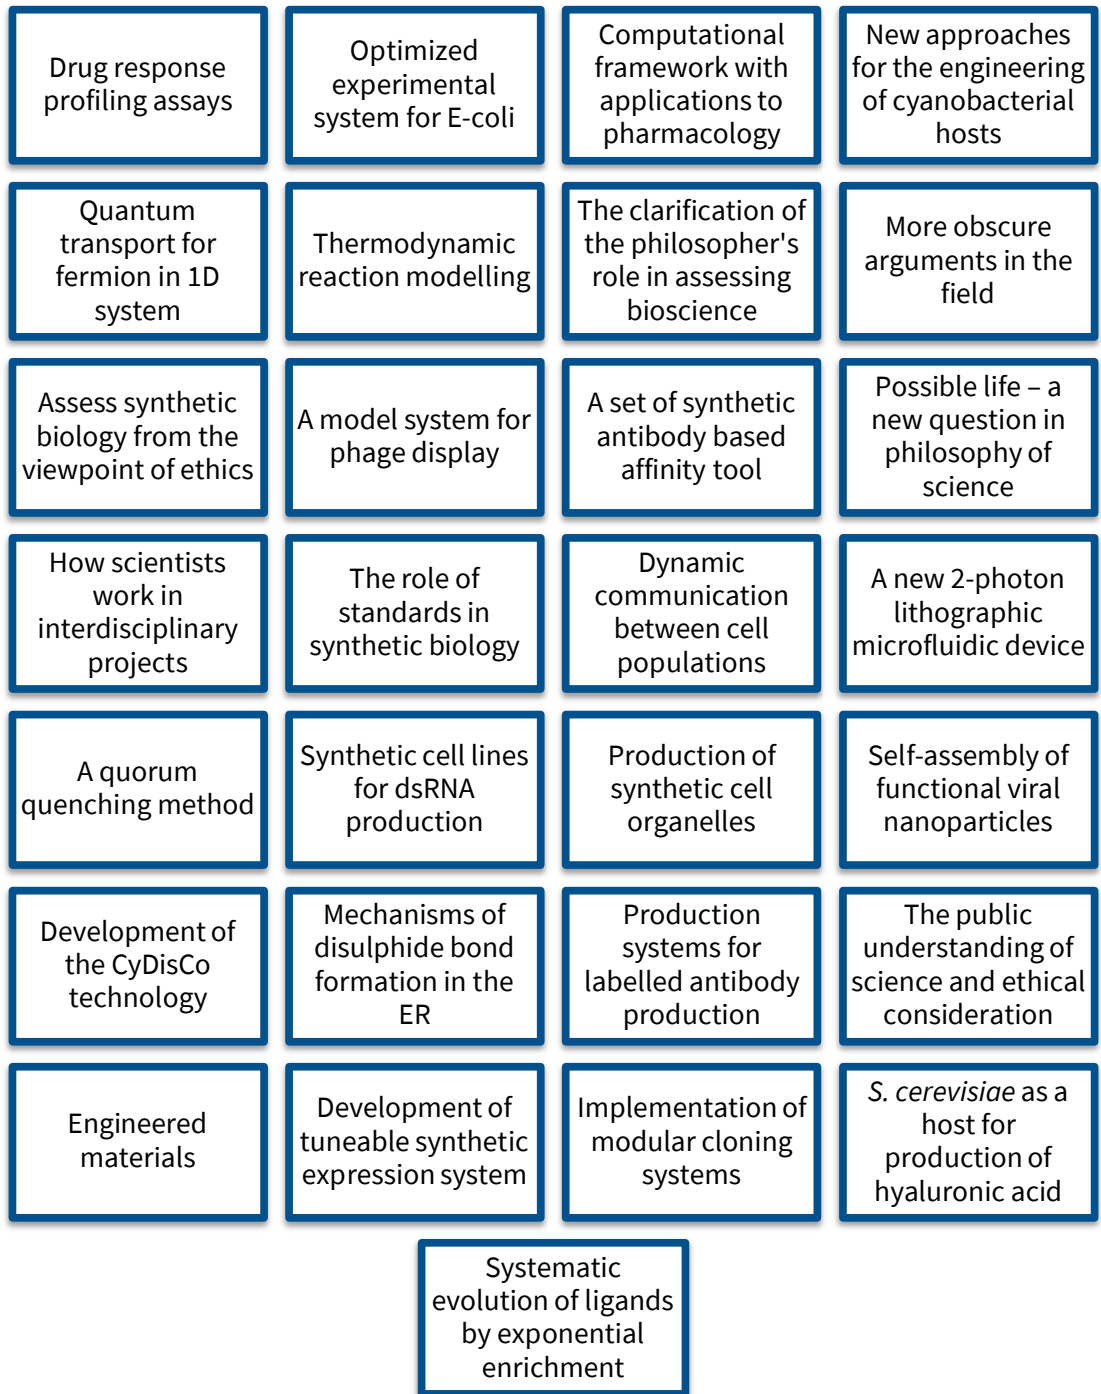 Drug response
profiling assays
Optimized
experimental
system for E-coli
Computational
framework with
applications to
pharmacology
New approaches
for the engineering
of cyanobacterial
hosts
Quantum
transport for
fermion in 1D
system
Thermodynamic
reaction modelling
The clarification of
the philosopher's
role in assessing
bioscience
More obscure
arguments in the
field
Assess synthetic
biology from the
viewpoint of ethics
A model system for
phage display
A set of synthetic
antibody based
affinity tool
Possible life – a
new question in
philosophy of
science
How scientists
work in
interdisciplinary
projects
The role of
standards in
synthetic biology
Dynamic
communication
between cell
populations
A new 2-photon
lithographic
microfluidic device
A quorum
quenching method
Synthetic cell lines
for dsRNA
production
Production of
synthetic cell
organelles
Self-assembly of
functional viral
nanoparticles
Development of
the CyDisCo
technology
Mechanisms of
disulphide bond
formation in the
ER
Production
systems for
labelled antibody
production
The public
understanding of
science and ethical
consideration
Engineered
materials
Development of
tuneable synthetic
expression system
Implementation of
modular cloning
systems
S. cerevisiae as a
host for
production of
hyaluronic acid
Systematic
evolution of ligands
by exponential
enrichment